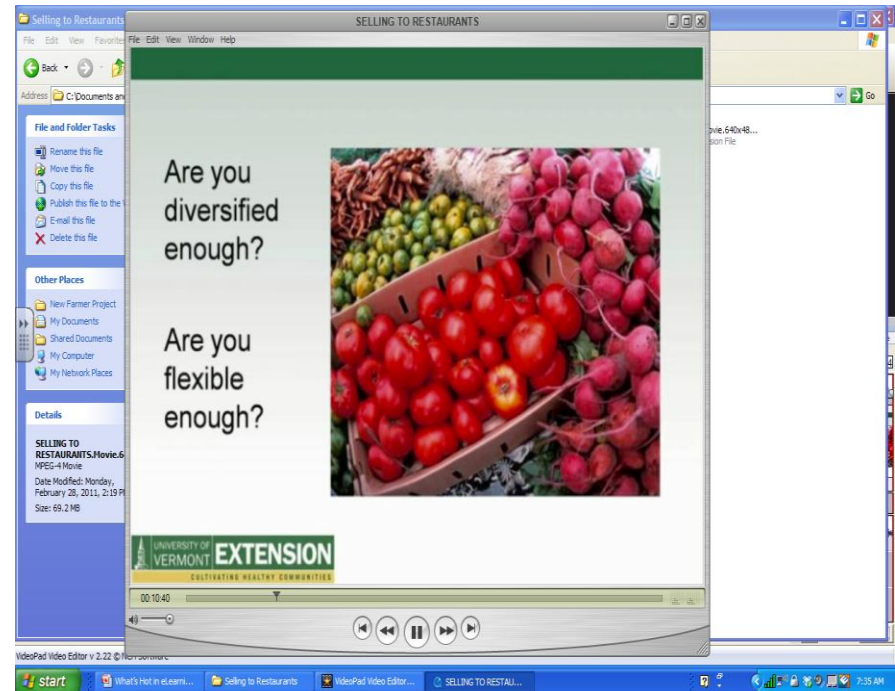 Selling to Restaurants
SELLING TO RESTAURANTS
File Edit View Favorites
File Edit View Window Help
Back
Address C:\Documents an
Go
File and Folder Tasks
Rename this file
Move this file
Copy this file
Publish this file to the
E-mail this file
Delete this file
Other Places
New Farmer Project
My Documents
Shared Documents
My Computer
My Network Places
Details
SELLING TO
RESTAURANTS.Movie.6
MPEG-4 Movie
Date Modified: Monday,
February 28, 2011, 2:19 P
Size: 69.2 MB
Are you
diversified
enough?
Are you
flexible
enough?
UNIVERSITY OF
VERMONT EXTENSION
CULTIVATING HEALTHY COMMUNITIES
00:10:40
ovie.640x48...
sion File
VideoPad Video Editor v 2.22 ©
start
What's Hot in eLearni...
Selling to Restaurants
VideoPad Video Editor...
SELLING TO RESTAU...
7:35 AM